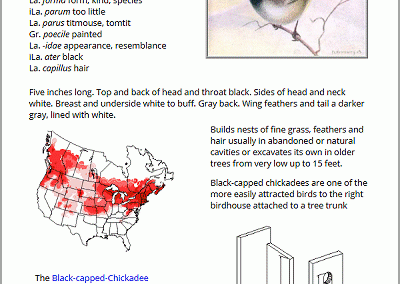 La. forma form, kind, species
iLa. parum too little
La. parus titmouse, tomtit
Gr. poecile painted
La. -idae appearance, resemblance
iLa. ater black
La. capillus hair
Five inches long. Top and back of head and throat black. Sides of head and neck
white. Breast and underside white to buff. Gray back. Wing feathers and tail a darker
gray, lined with white.
Builds nests of fine grass, feathers and
hair usually in abandoned or natural
cavities or excavates its own in older
trees from very low up to 15 feet.
Black-capped chickadees are one of the
more easily attracted birds to the right
birdhouse attached to a tree trunk
The Black-capped-Chickadee